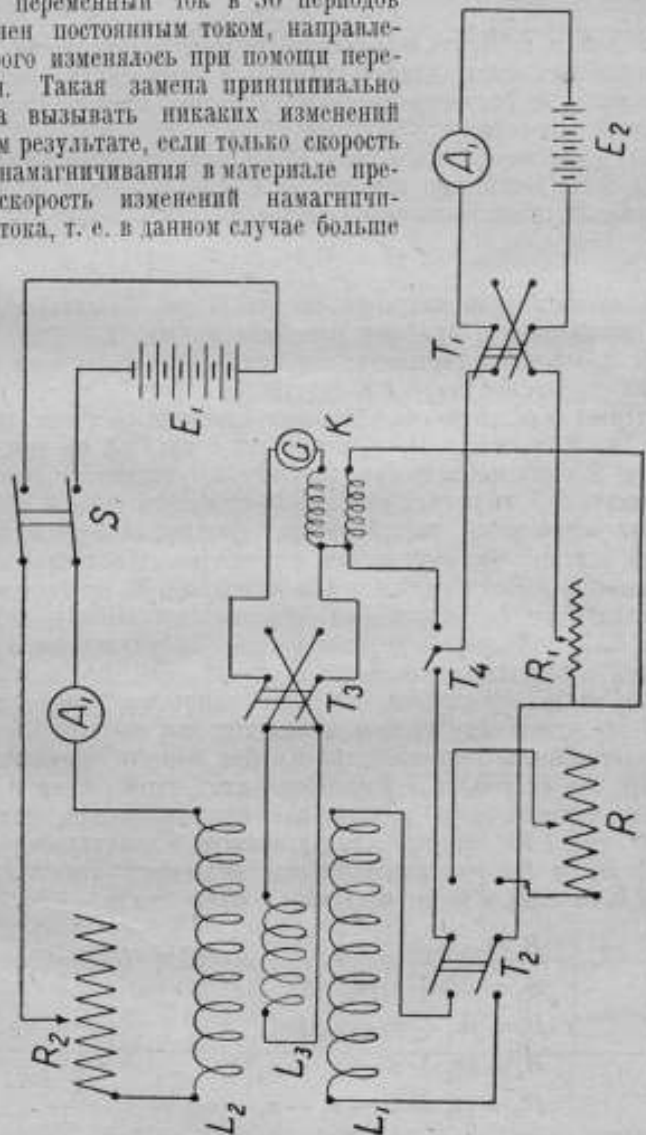 переменный ток в 50 периодов
нен постоянным током, направле-
рого изменялось при помощи пере-
и. Такая замена принципиально
а вызывать никаких изменений
м результате, если только скорость
намагничивания в материале пре-
скорость изменений намагничи-
тока, т. е. в данном случае больше
A₁
E₂
T₁
E₁
S
K
G
A₁
T₃
T₄
R₁
R₂
L₂
L₃
L₁
T₂
R